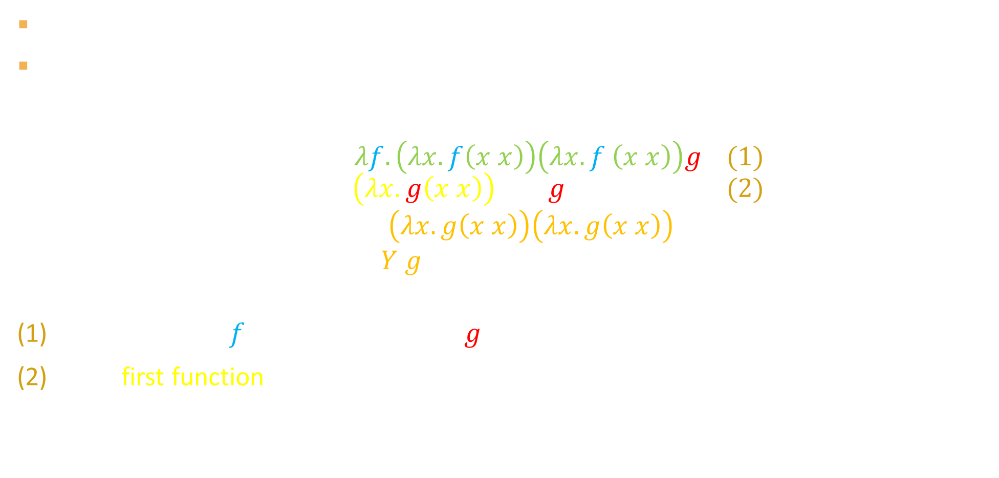 ▪
▪
λf.(λx.f(x x))(λx.f (x x))g (1)
(λx.g(x x)) g (2)
(λx.g(x x))(λx.g(x x))
Y g
(1) f g
(2) first function